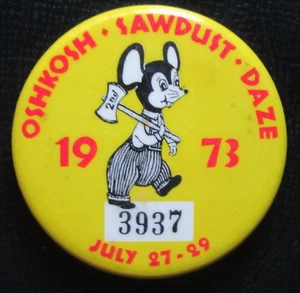 OSHKOSH • SAWDUST • DAZE
2nd
19 73
3937
JULY 27-29